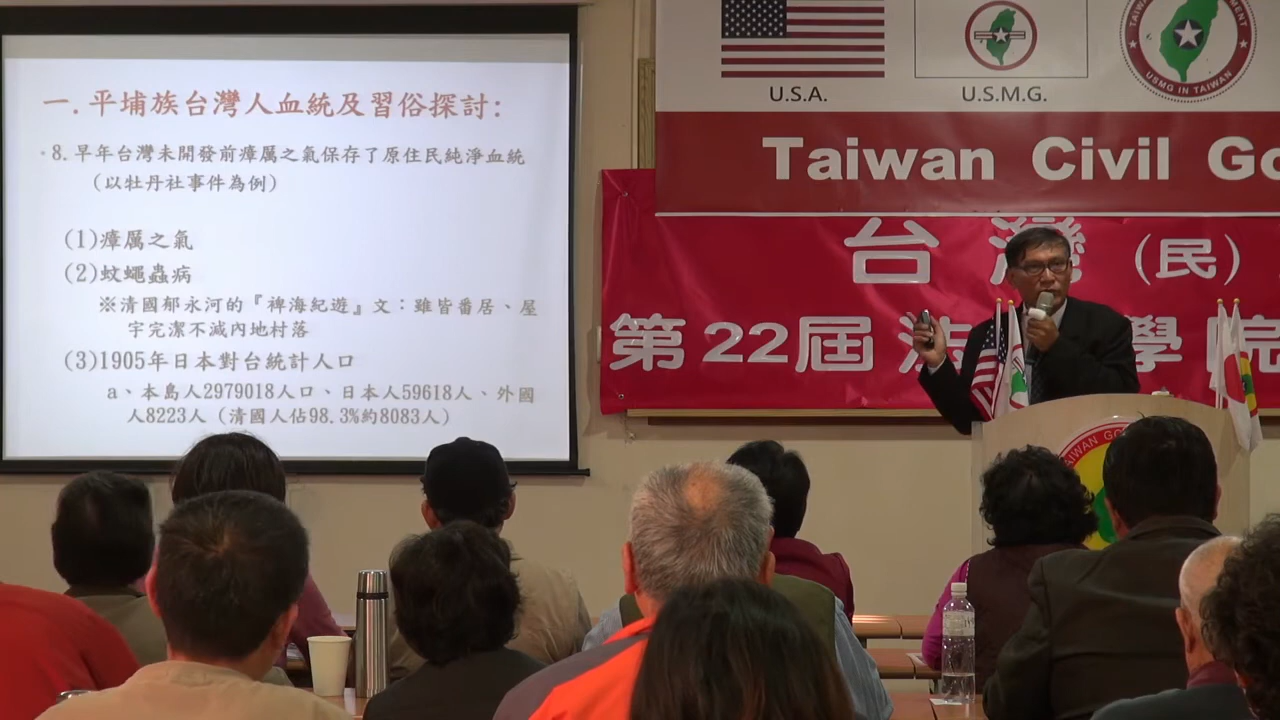 一.平埔族台灣人血統及習俗探討:
8.早年台灣未開發前瘴厲之氣保存了原住民純淨血統
(以牡丹社事件為例)
(1)瘴厲之氣
(2)蚊蠅蟲病
※清國郁永河的『裨海紀遊』文：雖皆番居、屋
宇完潔不減內地村落
(3)1905年日本對台統計人口
a、本島人2979018人口、日本人59618人、外國
人8223人(清國人佔98.3%約8083人)
U.S.A.
U.S.M.G.
USMG IN TAIWAN
Taiwan Civil Go
台灣(民)
第22屆 學院